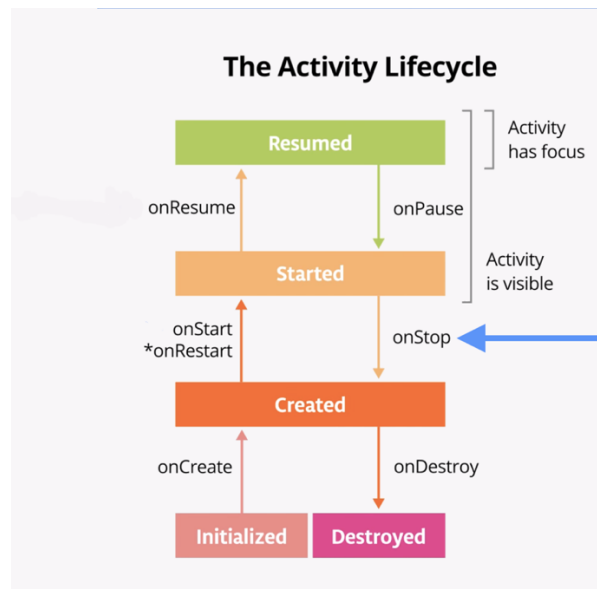 The Activity Lifecycle
Resumed
Activity
has focus
onResume
onPause
Started
Activity
is visible
onStart
*onRestart
onStop
Created
onCreate
onDestroy
Initialized
Destroyed